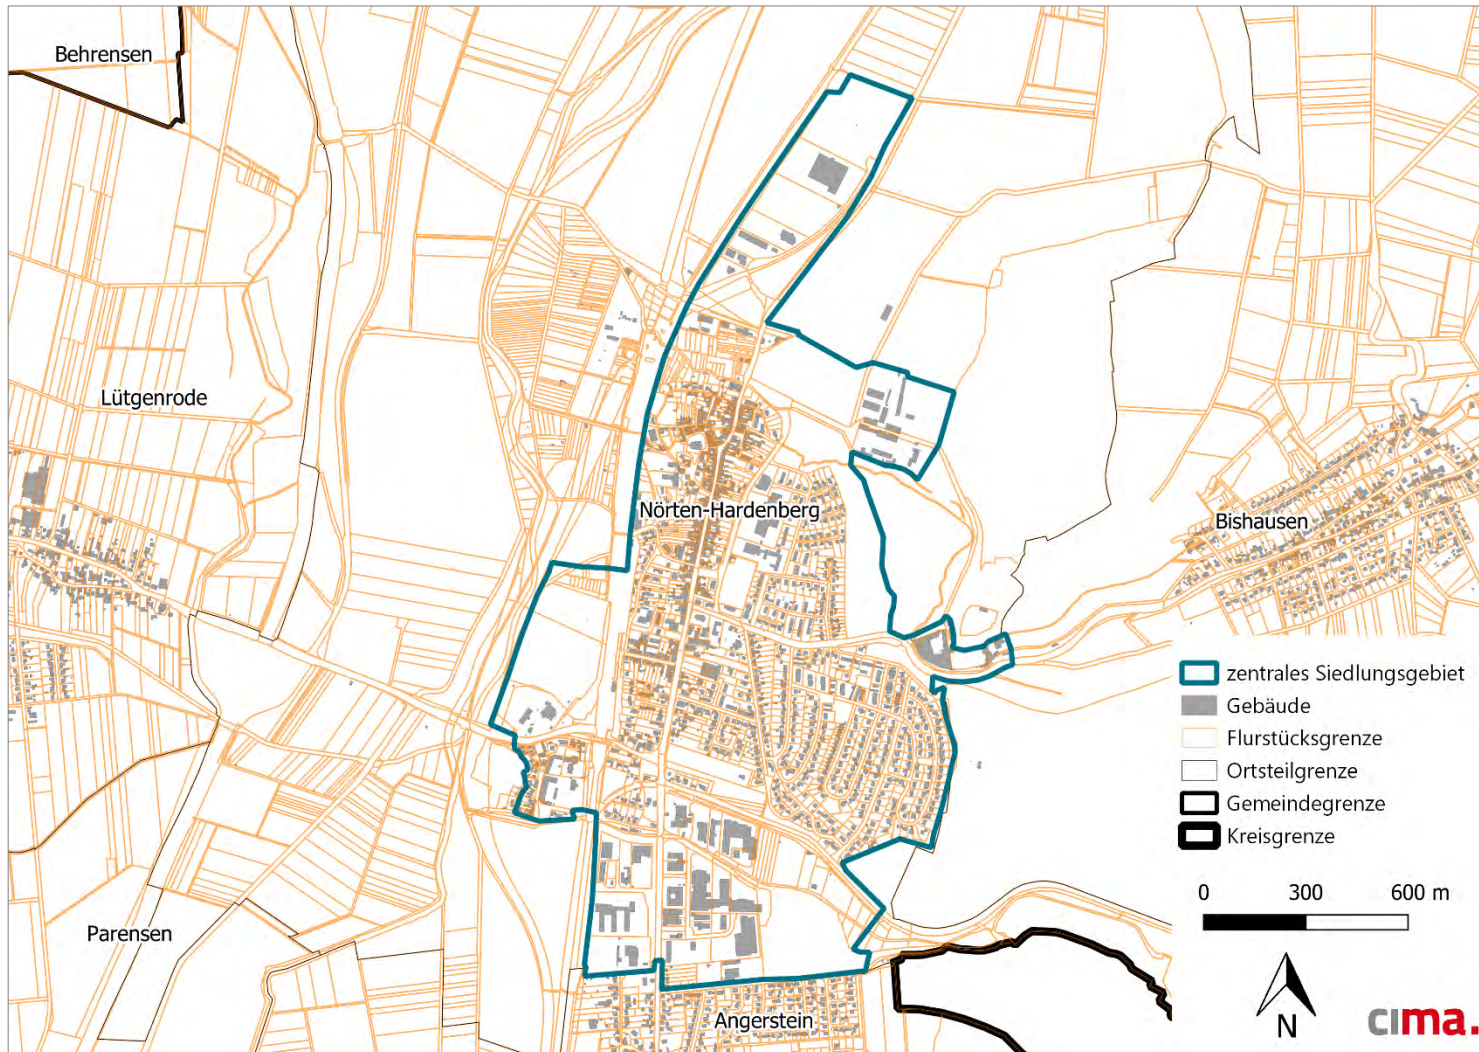 Behrensen
Lütgenrode
Nörten-Hardenberg
Bishausen
Parensen
Angerstein
zentrales Siedlungsgebiet
Gebäude
Flurstücksgrenze
Ortsteilgrenze
Gemeindegrenze
Kreisgrenze
0 300 600 m
N
cima.